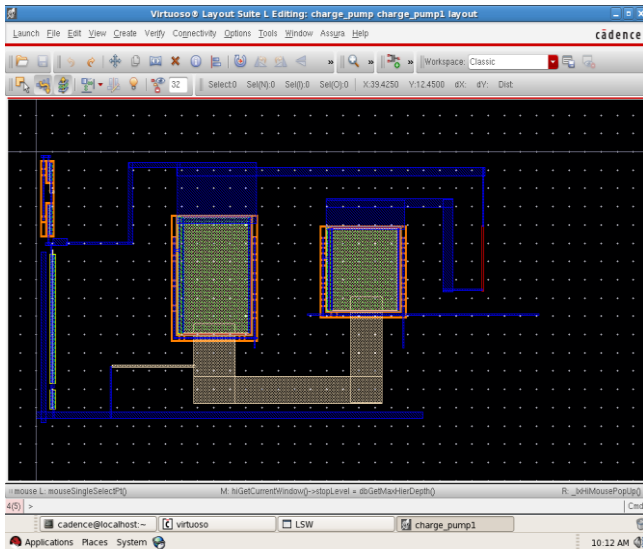 Virtuoso® Layout Suite L Editing: charge_pump charge_pump1 layout
Launch File Edit View Create Verify Connectivity Options Tools Window Assura Help
cādence
» » » Workspace: Classic
32 Select:0 Sel(N):0 Sel(I):0 Sel(O):0 X:39.4250 Y:12.4500 dX: dY: Dist:
mouse L: mouseSingleSelectPt() M: hiGetCurrentWindow()->stopLevel = dbGetMaxHierDepth() R: _lxHiMousePopUp()
4(5) > Cmd
cadence@localhost:~ virtuoso LSW charge_pump1
Applications Places System 10:12 AM